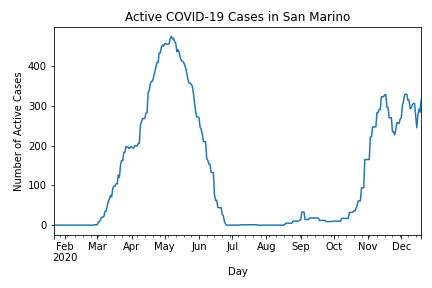 Active COVID-19 Cases in San Marino
Number of Active Cases
400
300
200
100
0
Feb Mar Apr May Jun Jul Aug Sep Oct Nov Dec
2020
Day